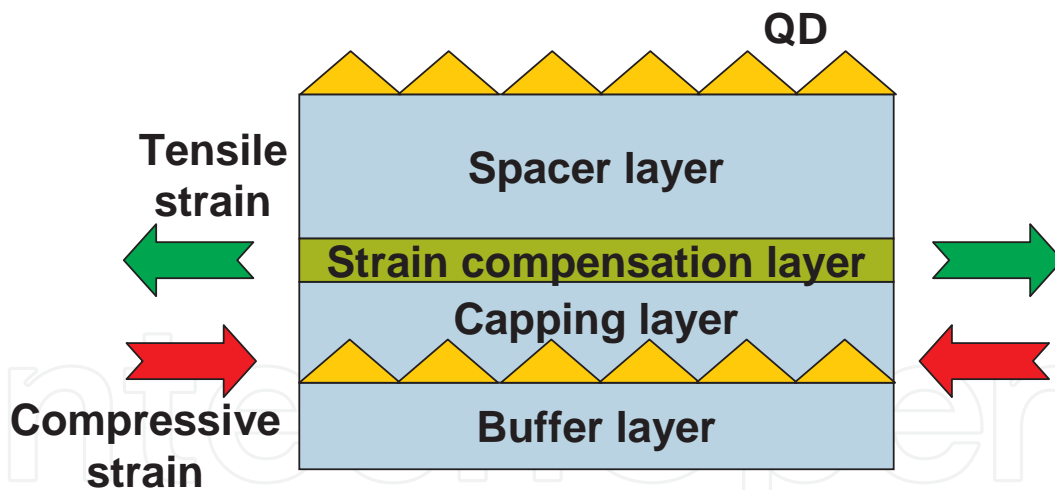 QD
Tensile
strain
Spacer layer
Strain compensation layer
Capping layer
Compressive
strain
Buffer layer